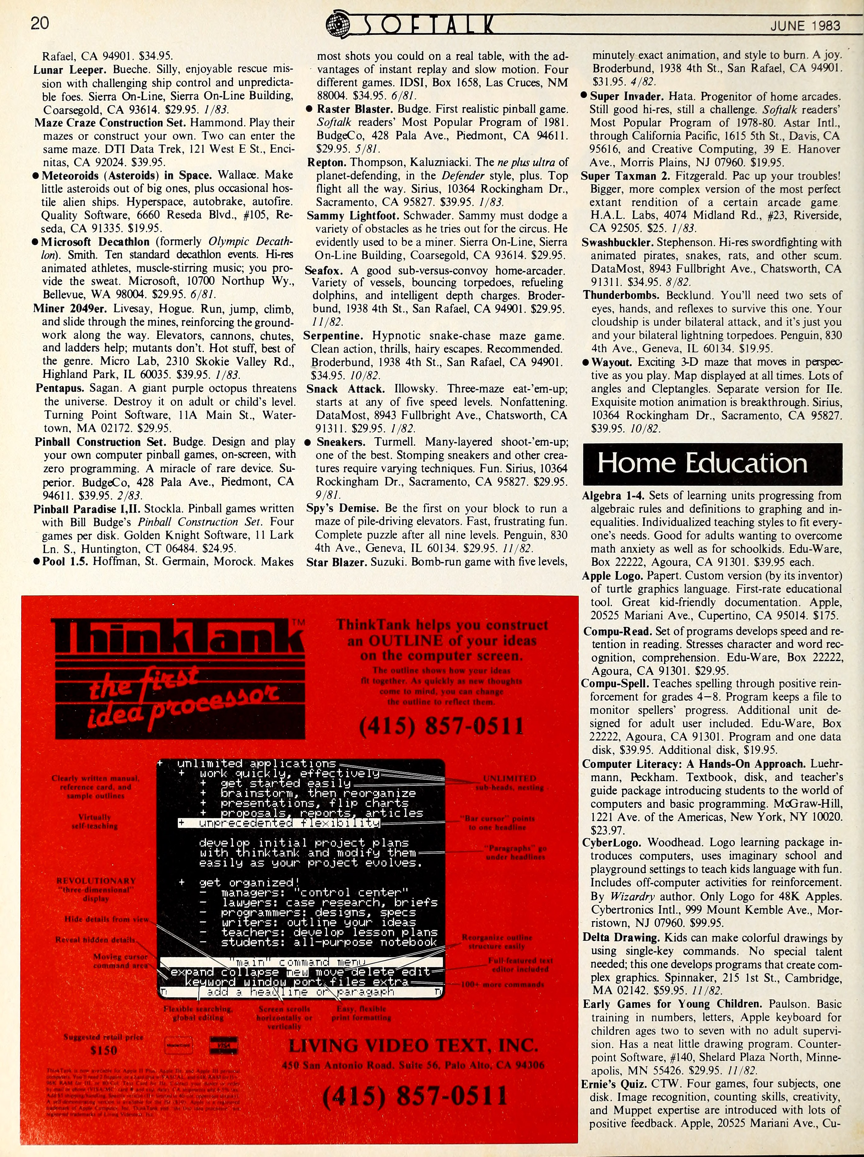 20
SOFTALK
JUNE 1983
Rafael, CA 94901. $34.95.
Lunar Leeper. Bueche. Silly, enjoyable rescue mis-
sion with challenging ship control and unpredicta-
ble foes. Sierra On-Line, Sierra On-Line Building,
Coarsegold, CA 93614. $29.95. 1/83.
Maze Craze Construction Set. Hammond. Play their
mazes or construct your own. Two can enter the
same maze. DTI Data Trek, 121 West E St., Enci-
nitas, CA 92024. $39.95.
● Meteoroids (Asteroids) in Space. Wallace. Make
little asteroids out of big ones, plus occasional hos-
tile alien ships. Hyperspace, autobrake, autofire.
Quality Software, 6660 Reseda Blvd., #105, Re-
seda, CA 91335. $19.95.
● Microsoft Decathlon (formerly Olympic Decath-
lon). Smith. Ten standard decathlon events. Hi-res
animated athletes, muscle-stirring music; you pro-
vide the sweat. Microsoft, 10700 Northup Wy.,
Bellevue, WA 98004. $29.95. 6/81.
Miner 2049er. Livesay, Hogue. Run, jump, climb,
and slide through the mines, reinforcing the ground-
work along the way. Elevators, cannons, chutes,
and ladders help; mutants don't. Hot stuff, best of
the genre. Micro Lab, 2310 Skokie Valley Rd.,
Highland Park, IL 60035. $39.95. 1/83.
Pentapus. Sagan. A giant purple octopus threatens
the universe. Destroy it on adult or child's level.
Turning Point Software, 11A Main St., Water-
town, MA 02172. $29.95.
Pinball Construction Set. Budge. Design and play
your own computer pinball games, on-screen, with
zero programming. A miracle of rare device. Su-
perior. BudgeCo, 428 Pala Ave., Piedmont, CA
94611. $39.95. 2/83.
Pinball Paradise I,II. Stockla. Pinball games written
with Bill Budge's Pinball Construction Set. Four
games per disk. Golden Knight Software, 11 Lark
Ln. S., Huntington, CT 06484. $24.95.
● Pool 1.5. Hoffman, St. Germain, Morock. Makes
most shots you could on a real table, with the ad-
vantages of instant replay and slow motion. Four
different games. IDSI, Box 1658, Las Cruces, NM
88004. $34.95. 6/81.
● Raster Blaster. Budge. First realistic pinball game.
Softalk readers' Most Popular Program of 1981.
BudgeCo, 428 Pala Ave., Piedmont, CA 94611.
$29.95. 5/81.
Repton. Thompson, Kaluzniacki. The ne plus ultra of
planet-defending, in the Defender style, plus. Top
flight all the way. Sirius, 10364 Rockingham Dr.,
Sacramento, CA 95827. $39.95. 1/83.
Sammy Lightfoot. Schwader. Sammy must dodge a
variety of obstacles as he tries out for the circus. He
evidently used to be a miner. Sierra On-Line, Sierra
On-Line Building, Coarsegold, CA 93614. $29.95.
Seafox. A good sub-versus-convoy home-arcader.
Variety of vessels, bouncing torpedoes, refueling
dolphins, and intelligent depth charges. Broder-
bund, 1938 4th St., San Rafael, CA 94901. $29.95.
11/82.
Serpentine. Hypnotic snake-chase maze game.
Clean action, thrills, hairy escapes. Recommended.
Broderbund, 1938 4th St., San Rafael, CA 94901.
$34.95. 10/82.
Snack Attack. Illowsky. Three-maze eat-'em-up;
starts at any of five speed levels. Nonfattening.
DataMost, 8943 Fullbright Ave., Chatsworth, CA
91311. $29.95. 1/82.
● Sneakers. Turmell. Many-layered shoot-'em-up;
one of the best. Stomping sneakers and other crea-
tures require varying techniques. Fun. Sirius, 10364
Rockingham Dr., Sacramento, CA 95827. $29.95.
9/81.
Spy's Demise. Be the first on your block to run a
maze of pile-driving elevators. Fast, frustrating fun.
Complete puzzle after all nine levels. Penguin, 830
4th Ave., Geneva, IL 60134. $29.95. 11/82.
Star Blazer. Suzuki. Bomb-run game with five levels,
minutely exact animation, and style to burn. A joy.
Broderbund, 1938 4th St., San Rafael, CA 94901.
$31.95. 4/82.
● Super Invader. Hata. Progenitor of home arcades.
Still good hi-res, still a challenge. Softalk readers'
Most Popular Program of 1978-80. Astar Intl.,
through California Pacific, 1615 5th St., Davis, CA
95616, and Creative Computing, 39 E. Hanover
Ave., Morris Plains, NJ 07960. $19.95.
Super Taxman 2. Fitzgerald. Pac up your troubles!
Bigger, more complex version of the most perfect
extant rendition of a certain arcade game.
H.A.L. Labs, 4074 Midland Rd., #23, Riverside,
CA 92505. $25. 1/83.
Swashbuckler. Stephenson. Hi-res swordfighting with
animated pirates, snakes, rats, and other scum.
DataMost, 8943 Fullbright Ave., Chatsworth, CA
91311. $34.95. 8/82.
Thunderbombs. Becklund. You'll need two sets of
eyes, hands, and reflexes to survive this one. Your
cloudship is under bilateral attack, and it's just you
and your bilateral lightning torpedoes. Penguin, 830
4th Ave., Geneva, IL 60134. $19.95.
● Wayout. Exciting 3-D maze that moves in perspec-
tive as you play. Map displayed at all times. Lots of
angles and Cleptangles. Separate version for IIe.
Exquisite motion animation is breakthrough. Sirius,
10364 Rockingham Dr., Sacramento, CA 95827.
$39.95. 10/82.
Home Education
Algebra 1-4. Sets of learning units progressing from
algebraic rules and definitions to graphing and in-
equalities. Individualized teaching styles to fit every-
one's needs. Good for adults wanting to overcome
math anxiety as well as for schoolkids. Edu-Ware,
Box 22222, Agoura, CA 91301. $39.95 each.
Apple Logo. Papert. Custom version (by its inventor)
of turtle graphics language. First-rate educational
tool. Great kid-friendly documentation. Apple,
20525 Mariani Ave., Cupertino, CA 95014. $175.
Compu-Read. Set of programs develops speed and re-
tention in reading. Stresses character and word rec-
ognition, comprehension. Edu-Ware, Box 22222,
Agoura, CA 91301. $29.95.
Compu-Spell. Teaches spelling through positive rein-
forcement for grades 4-8. Program keeps a file to
monitor spellers' progress. Additional unit de-
signed for adult user included. Edu-Ware, Box
22222, Agoura, CA 91301. Program and one data
disk, $39.95. Additional disk, $19.95.
Computer Literacy: A Hands-On Approach. Luehr-
mann, Peckham. Textbook, disk, and teacher's
guide package introducing students to the world of
computers and basic programming. McGraw-Hill,
1221 Ave. of the Americas, New York, NY 10020.
$23.97.
CyberLogo. Woodhead. Logo learning package in-
troduces computers, uses imaginary school and
playground settings to teach kids language with fun.
Includes off-computer activities for reinforcement.
By Wizardry author. Only Logo for 48K Apples.
Cybertronics Intl., 999 Mount Kemble Ave., Mor-
ristown, NJ 07960. $99.95.
Delta Drawing. Kids can make colorful drawings by
using single-key commands. No special talent
needed; this one develops programs that create com-
plex graphics. Spinnaker, 215 1st St., Cambridge,
MA 02142. $59.95. 11/82.
Early Games for Young Children. Paulson. Basic
training in numbers, letters, Apple keyboard for
children ages two to seven with no adult supervi-
sion. Has a neat little drawing program. Counter-
point Software, #140, Shelard Plaza North, Minne-
apolis, MN 55426. $29.95. 11/82.
Ernie's Quiz. CTW. Four games, four subjects, one
disk. Image recognition, counting skills, creativity,
and Muppet expertise are introduced with lots of
positive feedback. Apple, 20525 Mariani Ave., Cu-
ThinkTank TM
the first
idea processor
ThinkTank helps you construct
an OUTLINE of your ideas
on the computer screen.
The outline shows how your ideas
fit together. As quickly as new thoughts
come to mind, you can change
the outline to reflect them.
(415) 857-0511
Clearly written manual,
reference card, and
sample outlines
Virtually
self-teaching
REVOLUTIONARY
"three-dimensional"
display
Hide details from view
Reveal hidden details
Moving cursor
command area
+ unlimited applications
+ work quickly, effectively
+ get started easily
+ brainstorm, then reorganize
+ presentations, flip charts
+ proposals, reports, articles
+ unprecedented flexibility
develop initial project plans
with thinktank and modify them
easily as your project evolves.
+ get organized!
- managers: "control center"
- lawyers: case research, briefs
- programmers: designs, specs
- writers: outline your ideas
- teachers: develop lesson plans
- students: all-purpose notebook
"main" command menu
expand collapse new move delete edit
keyword window port files extra
n add a headline or paragraph n
UNLIMITED
sub-heads, nesting
"Bar cursor" points
to one headline
"Paragraphs" go
under headlines
Reorganize outline
structure easily
Full-featured text
editor included
100+ more commands
Flexible searching,
global editing
Screen scrolls
horizontally or
vertically
Easy, flexible
print formatting
Suggested retail price
$150
VISA
LIVING VIDEO TEXT, INC.
450 San Antonio Road, Suite 56, Palo Alto, CA 94306
(415) 857-0511